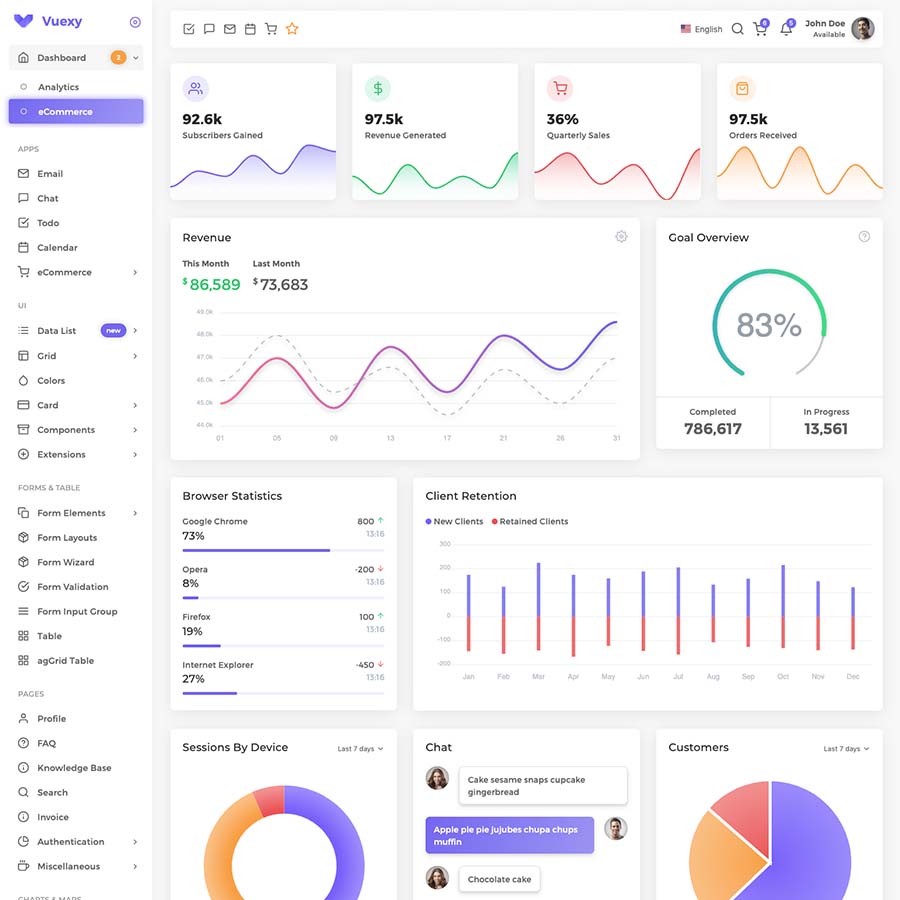 Vuexy
Dashboard 2
Analytics
eCommerce
APPS
Email
Chat
Todo
Calendar
eCommerce
UI
Data List new
Grid
Colors
Card
Components
Extensions
FORMS & TABLE
Form Elements
Form Layouts
Form Wizard
Form Validation
Form Input Group
Table
agGrid Table
PAGES
Profile
FAQ
Knowledge Base
Search
Invoice
Authentication
Miscellaneous
CHARTS & MAPS
English
6
5
John Doe
Available
92.6k
Subscribers Gained
$
97.5k
Revenue Generated
36%
Quarterly Sales
97.5k
Orders Received
Revenue
This Month Last Month
$86,589 $73,683
49.0k
48.0k
47.0k
46.0k
45.0k
44.0k
01 05 09 13 17 21 26 31
Goal Overview
83%
Completed In Progress
786,617 13,561
Browser Statistics
Google Chrome 800
73% 13:16
Opera -200
8% 13:16
Firefox 100
19% 13:16
Internet Explorer -450
27% 13:16
Client Retention
New Clients Retained Clients
300
200
100
0
-100
-200
Jan Feb Mar Apr May Jun Jul Aug Sep Oct Nov Dec
Sessions By Device Last 7 days
Chat
Cake sesame snaps cupcake
gingerbread
Apple pie pie jujubes chupa chups
muffin
Chocolate cake
Customers Last 7 days